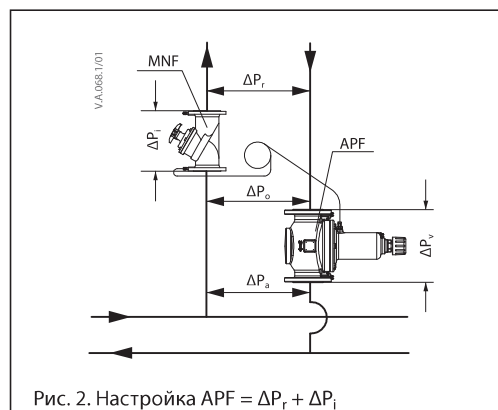 V.A.068.1/01
MNF
ΔPᵣ
ΔPᵢ
APF
ΔPₒ
ΔPᵥ
ΔPₐ
Рис. 2. Настройка APF = ΔPᵣ + ΔPᵢ